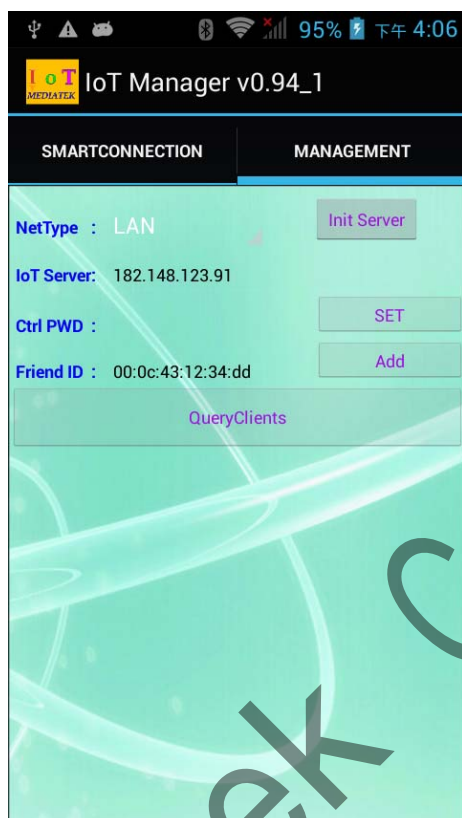 95% 下午 4:06
I o T
MEDIATEK
IoT Manager v0.94_1
SMARTCONNECTION MANAGEMENT
NetType : LAN Init Server
IoT Server: 182.148.123.91
Ctrl PWD : SET
Friend ID : 00:0c:43:12:34:dd Add
QueryClients
ek C